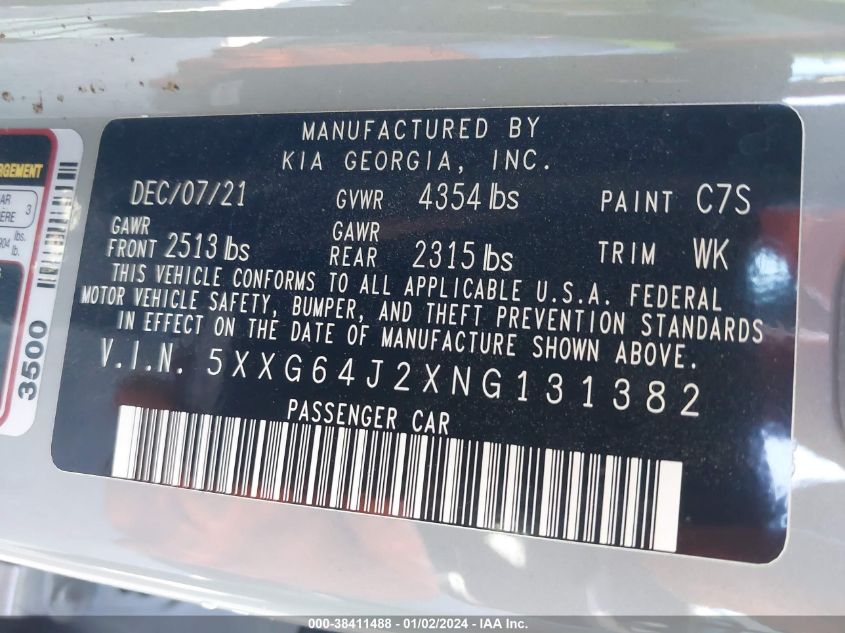 MANUFACTURED BY
KIA GEORGIA, INC.
DEC/07/21 GVWR 4354 lbs PAINT C7S
GAWR FRONT 2513 lbs GAWR REAR 2315 lbs TRIM WK
THIS VEHICLE CONFORMS TO ALL APPLICABLE U.S.A. FEDERAL
MOTOR VEHICLE SAFETY, BUMPER, AND THEFT PREVENTION STANDARDS
IN EFFECT ON THE DATE OF MANUFACTURE SHOWN ABOVE.
V.I.N. 5XXG64J2XNG131382
PASSENGER CAR
3
lbs.
lb.
3500
000-38411488 - 01/02/2024 - IAA Inc.